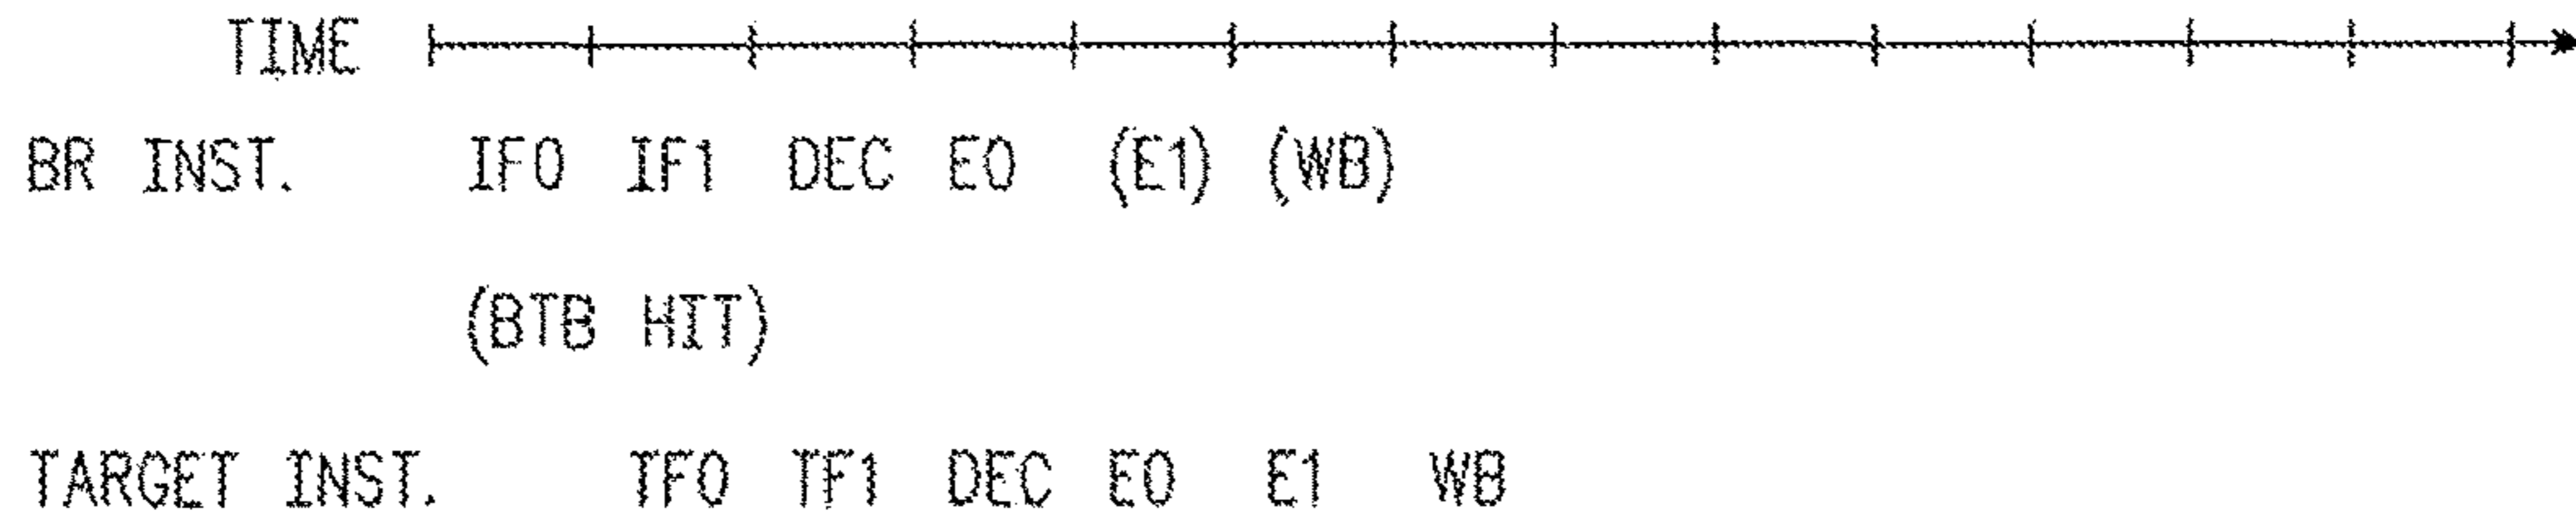 TIME
BR INST. IF0 IF1 DEC E0 (E1) (WB)
(BTB HIT)
TARGET INST. TF0 TF1 DEC E0 E1 WB